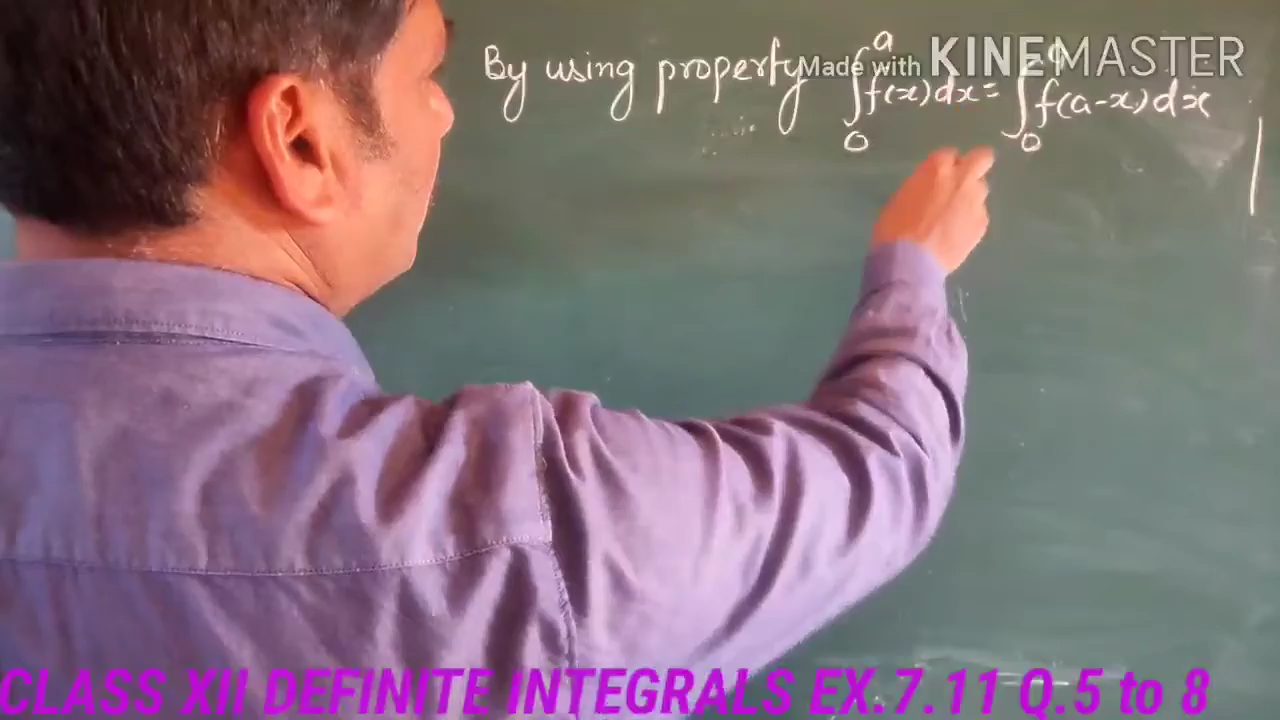 By using property ∫₀ᵃ f(x) dx = ∫₀ᵃ f(a-x) dx
Made with KINEMASTER
CLASS XII DEFINITE INTEGRALS EX.7.11 Q.5 to 8